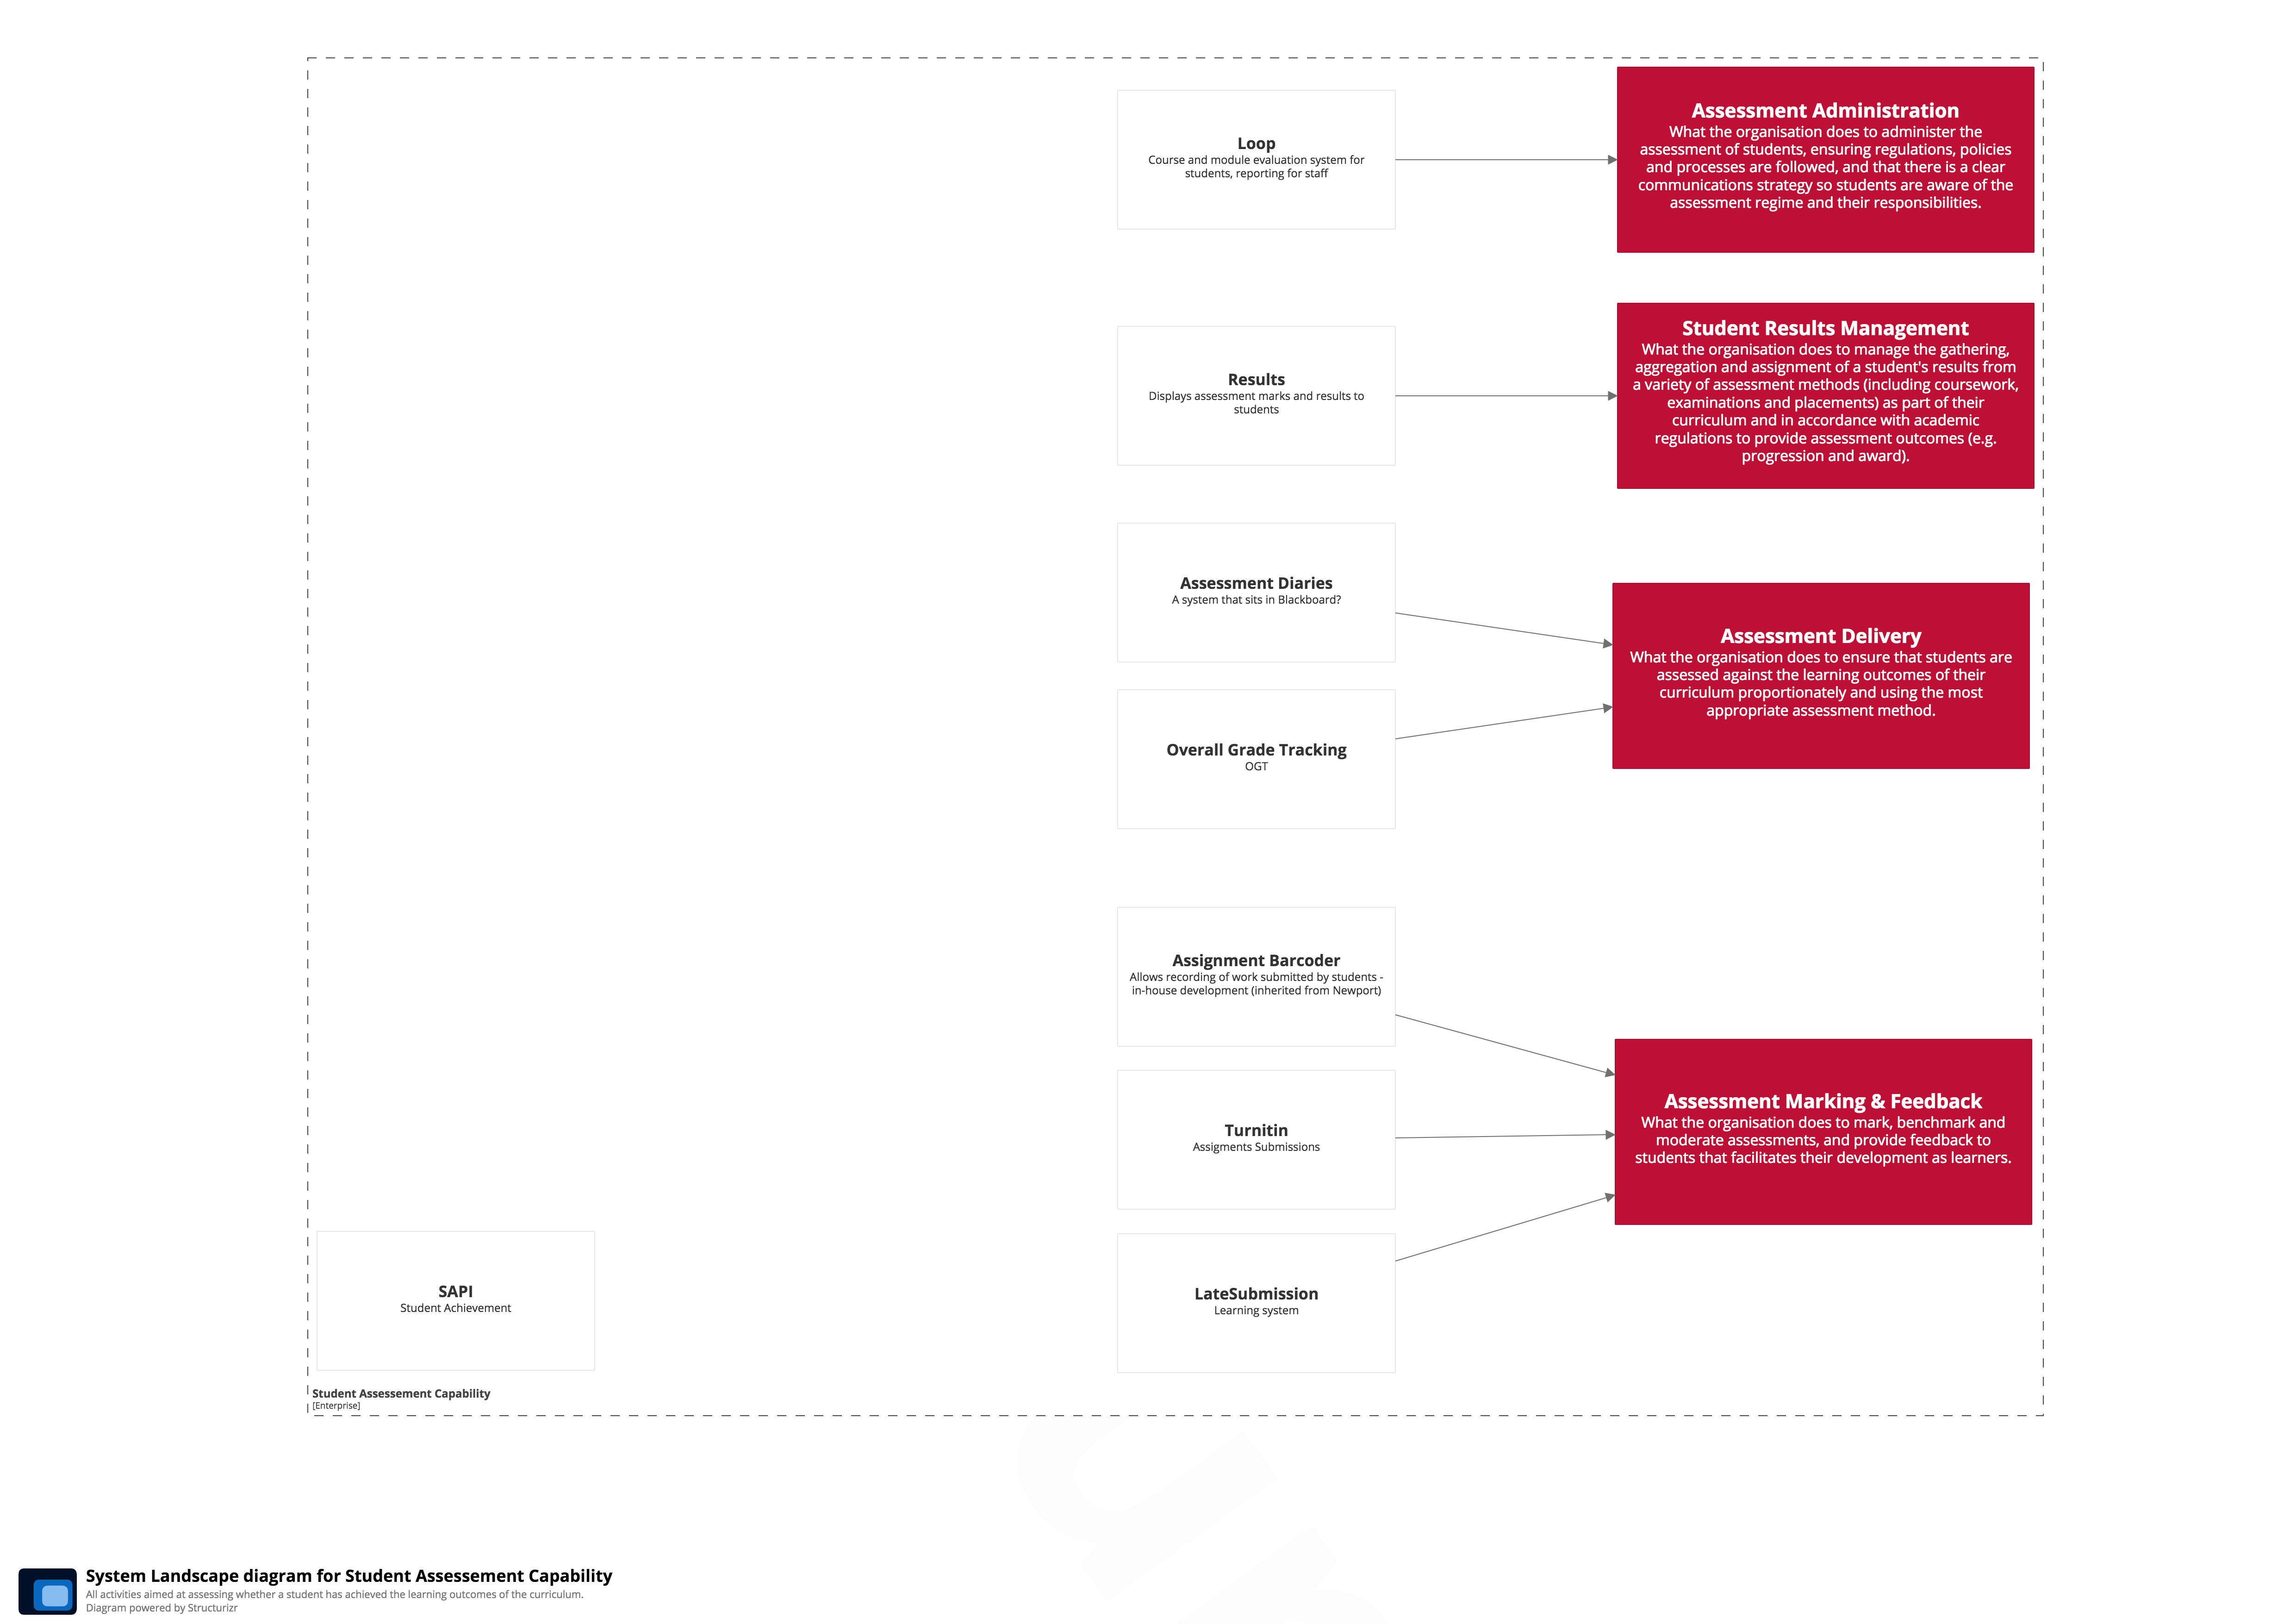 Loop
Course and module evaluation system for
students, reporting for staff
Assessment Administration
What the organisation does to administer the
assessment of students, ensuring regulations, policies
and processes are followed, and that there is a clear
communications strategy so students are aware of the
assessment regime and their responsibilities.
Results
Displays assessment marks and results to
students
Student Results Management
What the organisation does to manage the gathering,
aggregation and assignment of a student's results from
a variety of assessment methods (including coursework,
examinations and placements) as part of their
curriculum and in accordance with academic
regulations to provide assessment outcomes (e.g.
progression and award).
Assessment Diaries
A system that sits in Blackboard?
Overall Grade Tracking
OGT
Assessment Delivery
What the organisation does to ensure that students are
assessed against the learning outcomes of their
curriculum proportionately and using the most
appropriate assessment method.
Assignment Barcoder
Allows recording of work submitted by students -
in-house development (inherited from Newport)
Turnitin
Assigments Submissions
LateSubmission
Learning system
Assessment Marking & Feedback
What the organisation does to mark, benchmark and
moderate assessments, and provide feedback to
students that facilitates their development as learners.
SAPI
Student Achievement
Student Assessement Capability
[Enterprise]
System Landscape diagram for Student Assessement Capability
All activities aimed at assessing whether a student has achieved the learning outcomes of the curriculum.
Diagram powered by Structurizr